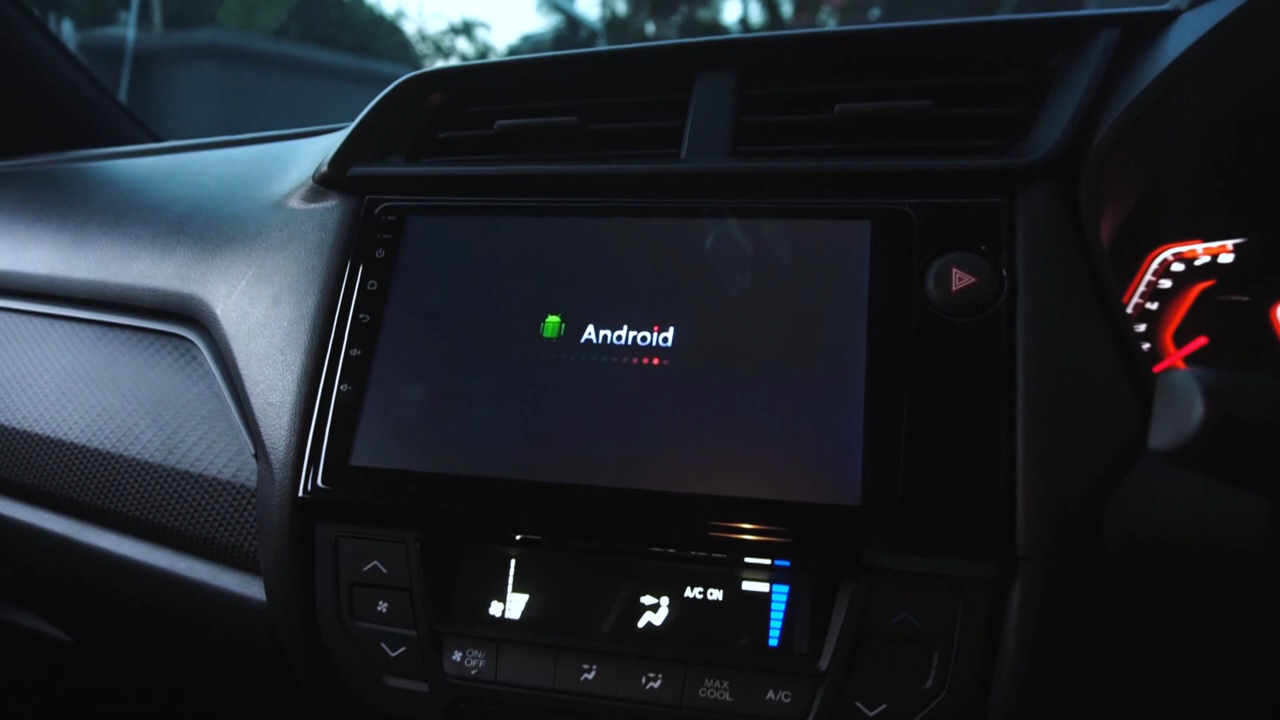 Android
A/C ON
ON/
OFF
MAX
COOL
A/C